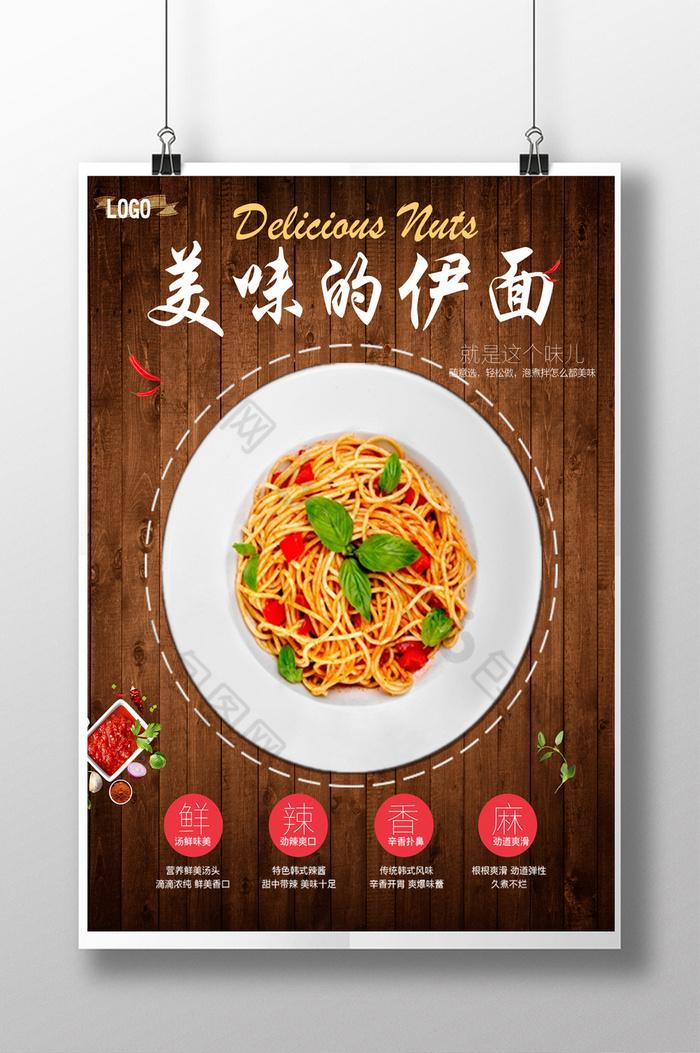 LOGO
Delicious Nuts
美味的伊面
就是这个味儿
随意选，轻松做，泡煮拌怎么都美味
包图网
鲜
汤鲜味美
营养鲜美汤头
滴滴浓纯 鲜美香口
辣
劲辣爽口
特色韩式辣酱
甜中带辣 美味十足
香
辛香扑鼻
传统韩式风味
辛香开胃 爽爆味蕾
麻
劲道爽滑
根根爽滑 劲道弹性
久煮不烂